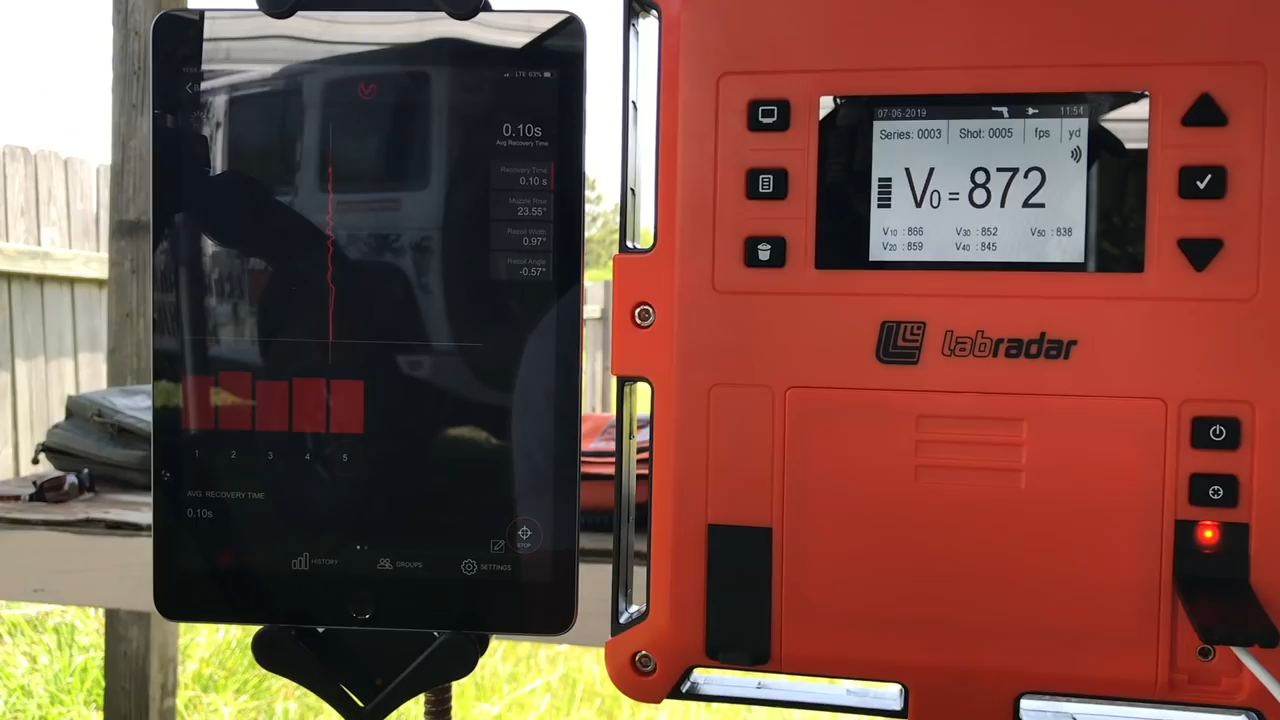 LTE 63%
0.10s
Avg Recovery Time
Recovery Time
0.10 s
Muzzle Rise
23.55°
Recoil Width
0.97°
Recoil Angle
-0.57°
1 2 3 4 5
AVG. RECOVERY TIME
0.10s
STOP
HISTORY GROUPS SETTINGS
07-06-2019 11:54
Series: 0003 Shot: 0005 fps yd
V0 = 872
V10 : 866 V30 : 852 V50 : 838
V20 : 859 V40 : 845
labradar